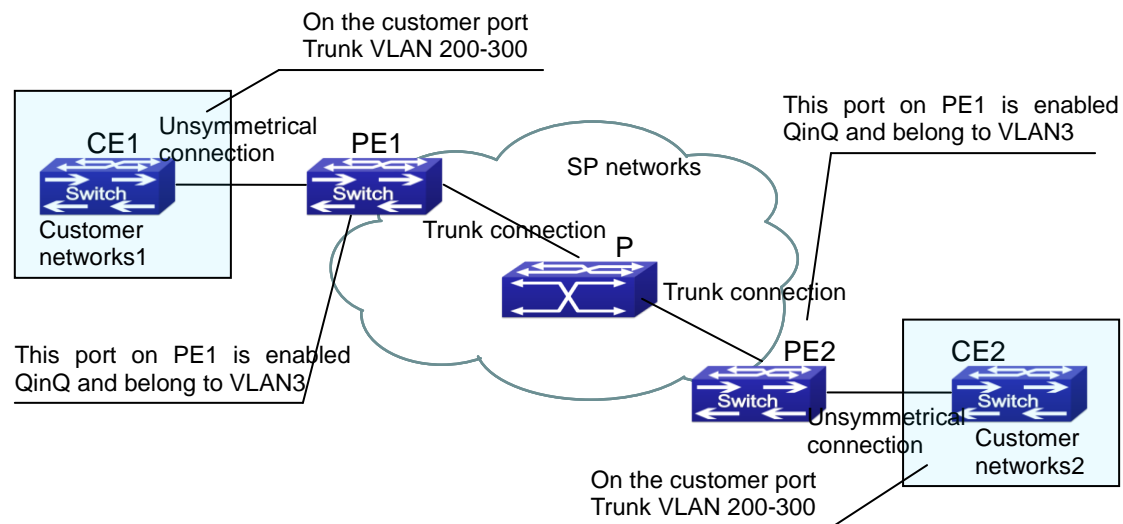 On the customer port
Trunk VLAN 200-300
This port on PE1 is enabled
QinQ and belong to VLAN3
CE1
Unsymmetrical
connection
PE1
SP networks
Switch
Switch
Customer
networks1
Trunk connection
P
Trunk connection
This port on PE1 is enabled
QinQ and belong to VLAN3
PE2
CE2
Switch
Switch
Unsymmetrical
connection
Customer
networks2
On the customer port
Trunk VLAN 200-300